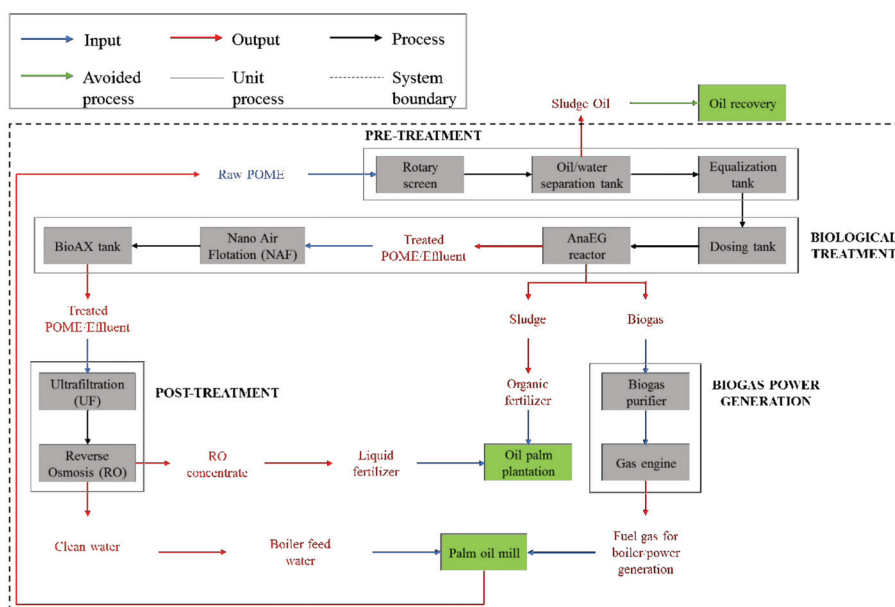 Input
Output
Process
Avoided
process
Unit
process
System
boundary
Sludge Oil
Oil recovery
PRE-TREATMENT
Raw POME
Rotary
screen
Oil/water
separation tank
Equalization
tank
BioAX tank
Nano Air
Flotation (NAF)
Treated
POME/Effluent
AnaEG
reactor
Dosing tank
BIOLOGICAL
TREATMENT
Treated
POME/Effluent
Sludge
Biogas
Ultrafiltration
(UF)
POST-TREATMENT
Organic
fertilizer
Biogas
purifier
BIOGAS POWER
GENERATION
Reverse
Osmosis (RO)
RO
concentrate
Liquid
fertilizer
Oil palm
plantation
Gas engine
Clean water
Boiler feed
water
Palm oil mill
Fuel gas for
boiler/power
generation